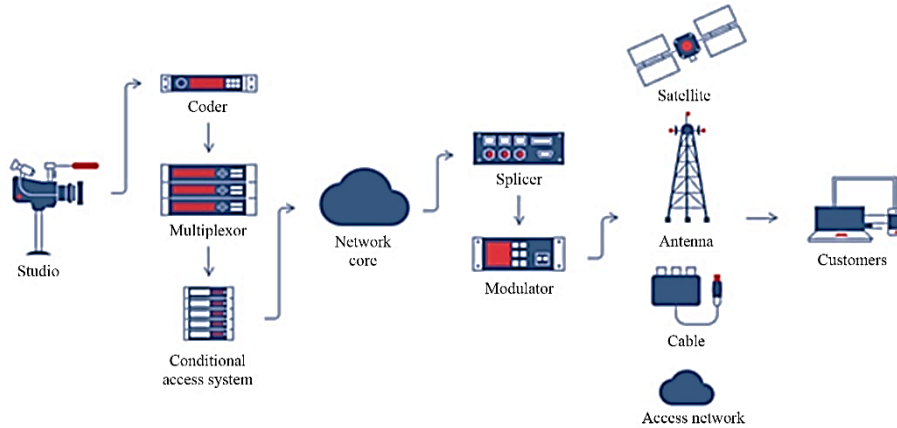 Studio
Coder
Multiplexor
Conditional
access system
Network
core
Splicer
Modulator
Satellite
Antenna
Cable
Access network
Customers